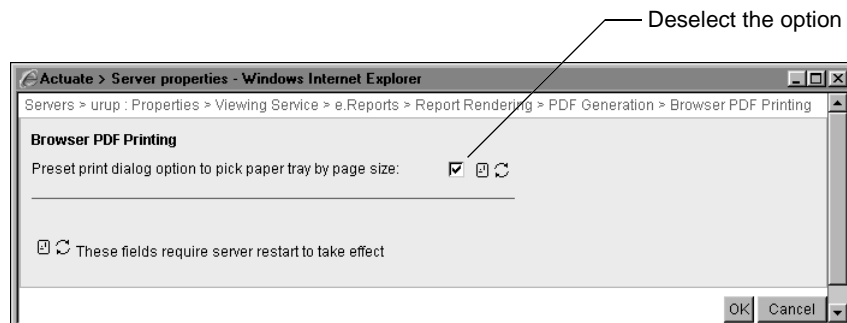 Deselect the option
Actuate > Server properties - Windows Internet Explorer
Servers > urup : Properties > Viewing Service > e.Reports > Report Rendering > PDF Generation > Browser PDF Printing
Browser PDF Printing
Preset print dialog option to pick paper tray by page size:
These fields require server restart to take effect
OK Cancel